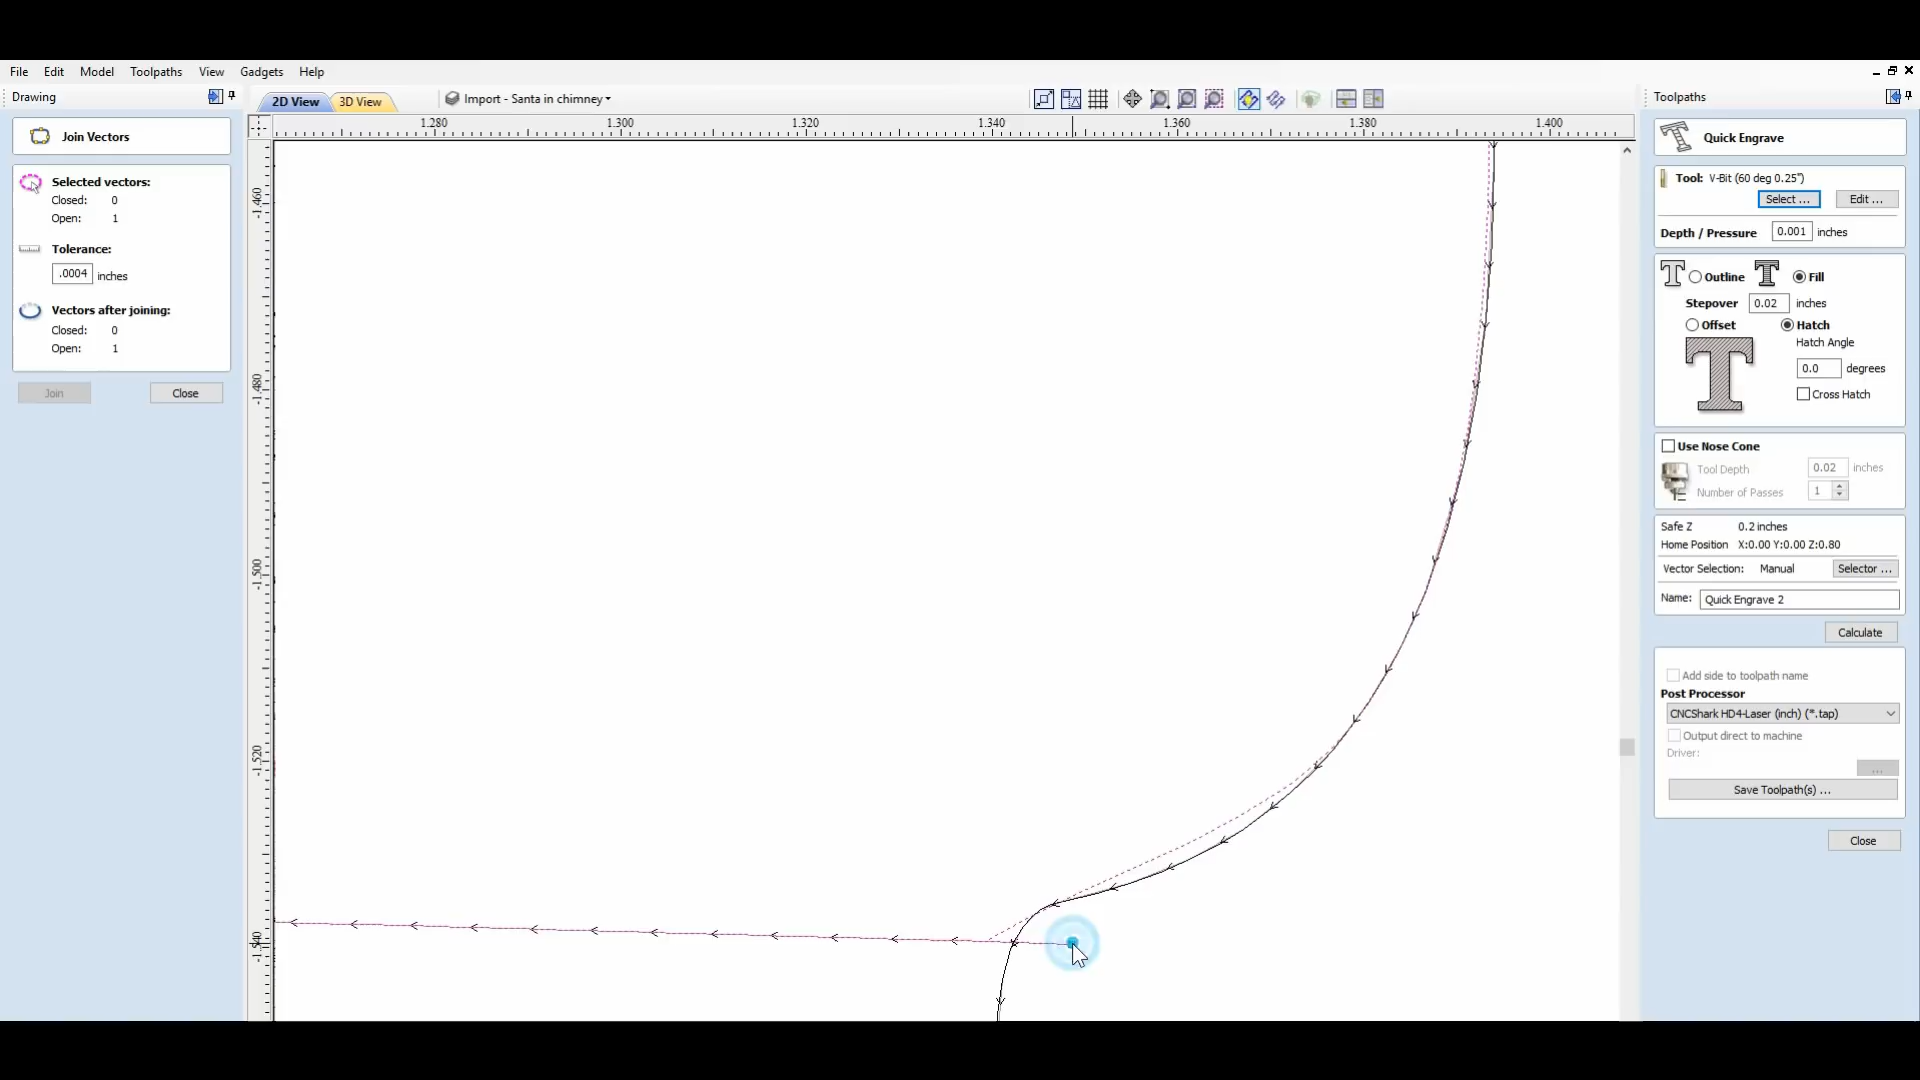 File Edit Model Toolpaths View Gadgets Help
Drawing
Join Vectors
Selected vectors:
Closed: 0
Open: 1
Tolerance:
.0004 inches
Vectors after joining:
Closed: 0
Open: 1
Join Close
2D View 3D View Import - Santa in chimney
1.280 1.300 1.320 1.340 1.360 1.380 1.400
-1.460
-1.480
-1.500
-1.520
-1.540
Toolpaths
Quick Engrave
Tool: V-Bit (60 deg 0.25")
Select ... Edit ...
Depth / Pressure 0.001 inches
Outline Fill
Stepover 0.02 inches
Offset Hatch
Hatch Angle
0.0 degrees
Cross Hatch
Use Nose Cone
Tool Depth 0.02 inches
Number of Passes 1
Safe Z 0.2 inches
Home Position X:0.00 Y:0.00 Z:0.80
Vector Selection: Manual Selector ...
Name: Quick Engrave 2
Calculate
Add side to toolpath name
Post Processor
CNCShark HD4-Laser (inch) (*.tap)
Output direct to machine
Driver:
...
Save Toolpath(s) ...
Close